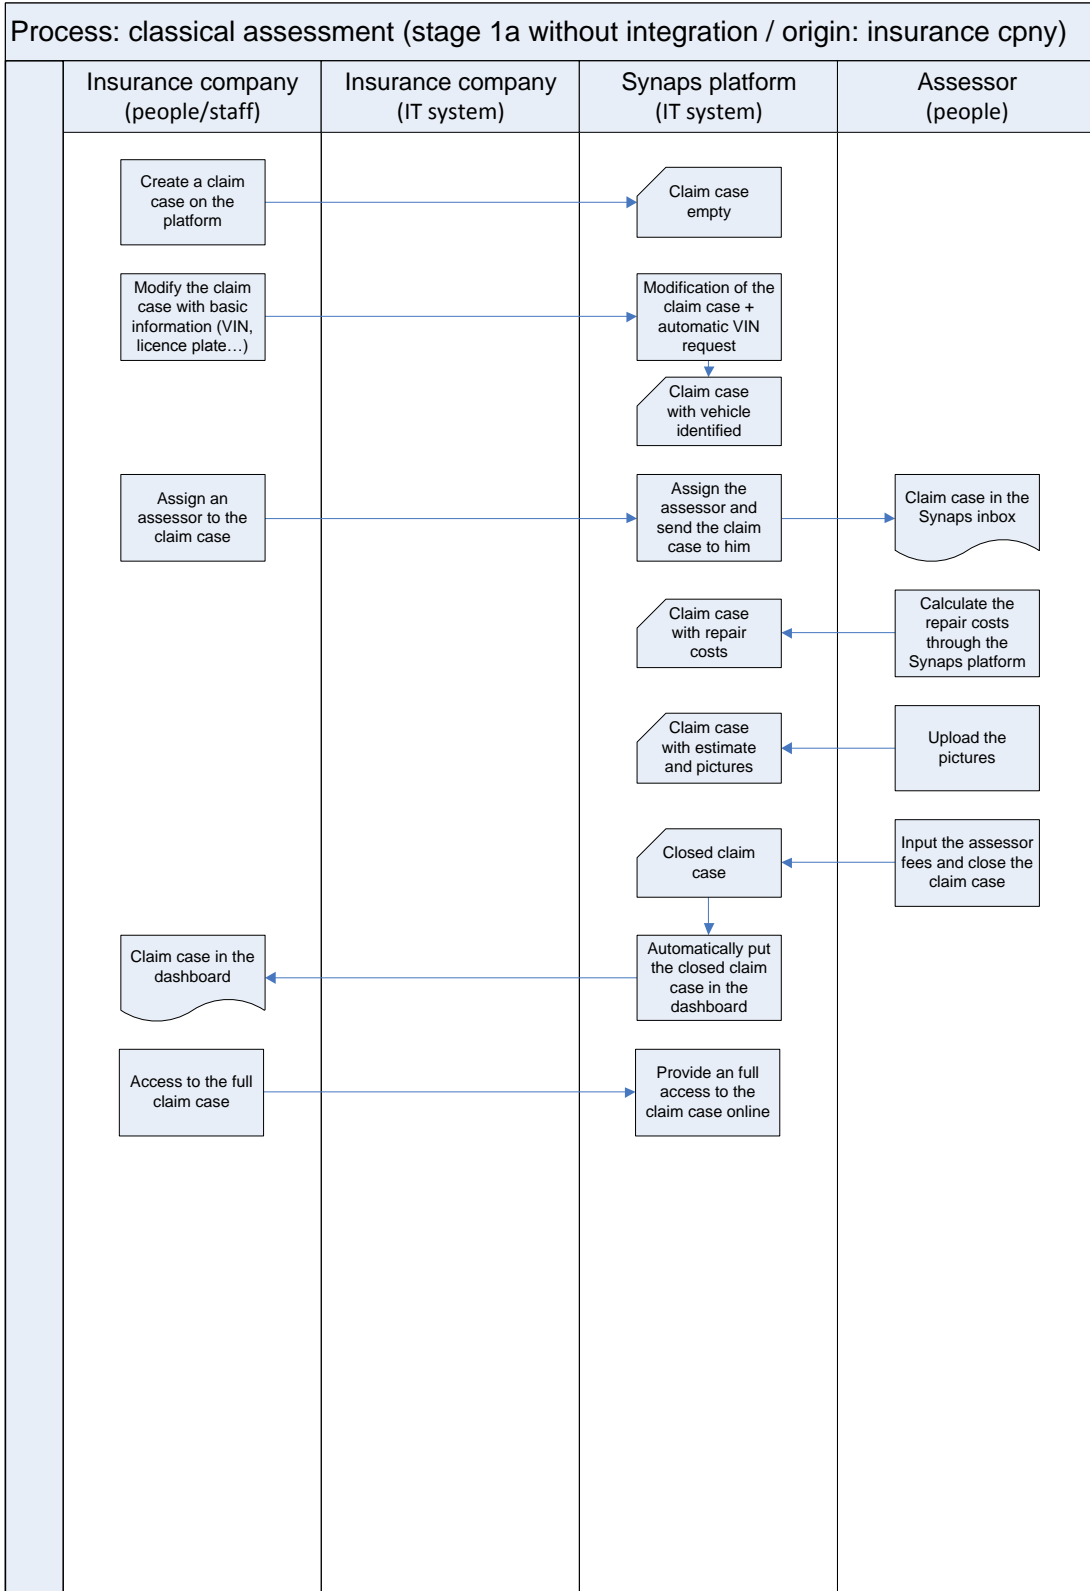 Process: classical assessment (stage 1a without integration / origin: insurance cpny)
Insurance company
(people/staff)
Insurance company
(IT system)
Synaps platform
(IT system)
Assessor
(people)
Create a claim
case on the
platform
Claim case
empty
Modify the claim
case with basic
information (VIN,
licence plate…)
Modification of the
claim case +
automatic VIN
request
Claim case
with vehicle
identified
Assign an
assessor to the
claim case
Assign the
assessor and
send the claim
case to him
Claim case in the
Synaps inbox
Claim case
with repair
costs
Calculate the
repair costs
through the
Synaps platform
Claim case
with estimate
and pictures
Upload the
pictures
Closed claim
case
Input the assessor
fees and close the
claim case
Claim case in the
dashboard
Automatically put
the closed claim
case in the
dashboard
Access to the full
claim case
Provide an full
access to the
claim case online